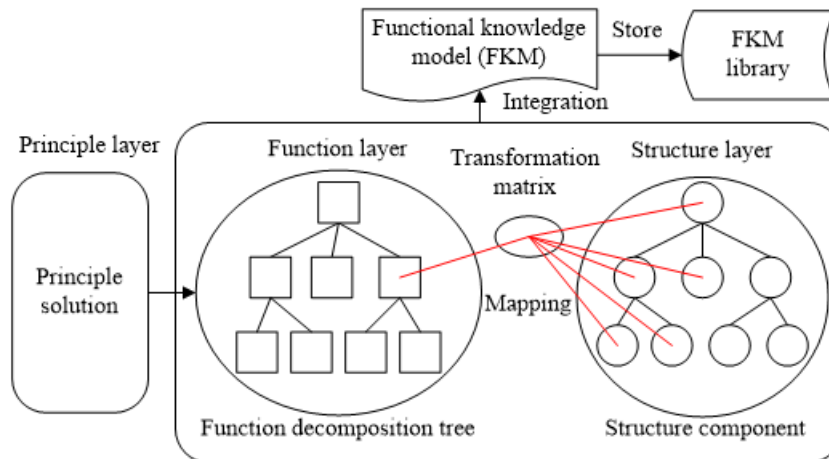 Functional knowledge
model (FKM)
Store
FKM
library
Integration
Principle layer
Function layer
Transformation
matrix
Structure layer
Principle
solution
Mapping
Function decomposition tree
Structure component